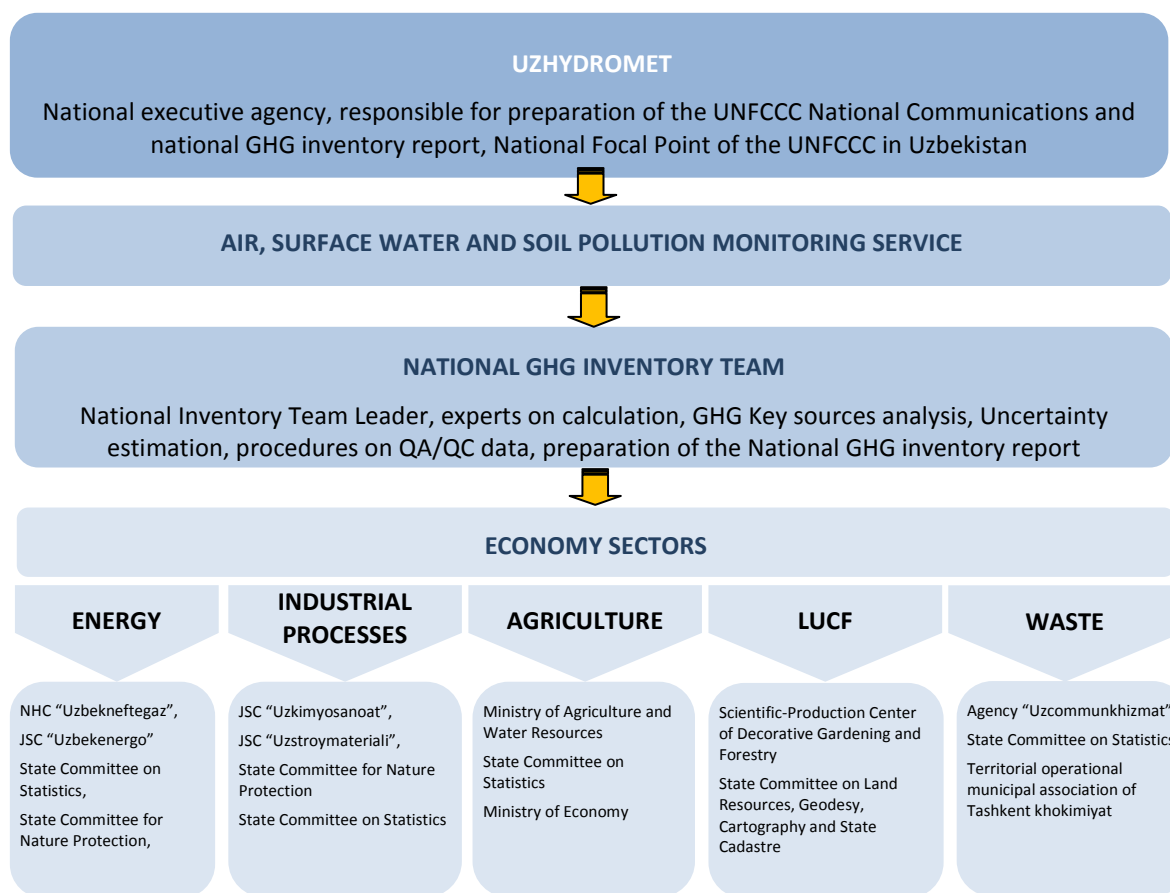 UZHYDROMET
National executive agency, responsible for preparation of the UNFCCC National Communications and
national GHG inventory report, National Focal Point of the UNFCCC in Uzbekistan
AIR, SURFACE WATER AND SOIL POLLUTION MONITORING SERVICE
NATIONAL GHG INVENTORY TEAM
National Inventory Team Leader, experts on calculation, GHG Key sources analysis, Uncertainty
estimation, procedures on QA/QC data, preparation of the National GHG inventory report
ECONOMY SECTORS
ENERGY
INDUSTRIAL
PROCESSES
AGRICULTURE
LUCF
WASTE
NHC “Uzbekneftegaz”,
JSC “Uzbekenergo”
State Committee on
Statistics,
State Committee for
Nature Protection,
JSC “Uzkimyosanoat”,
JSC “Uzstroymateriali”,
State Committee for Nature
Protection
State Committee on Statistics
Ministry of Agriculture and
Water Resources
State Committee on
Statistics
Ministry of Economy
Scientific-Production Center
of Decorative Gardening and
Forestry
State Committee on Land
Resources, Geodesy,
Cartography and State
Cadastre
Agency “Uzcommunkhizmat”
State Committee on Statistics
Territorial operational
municipal association of
Tashkent khokimiyat